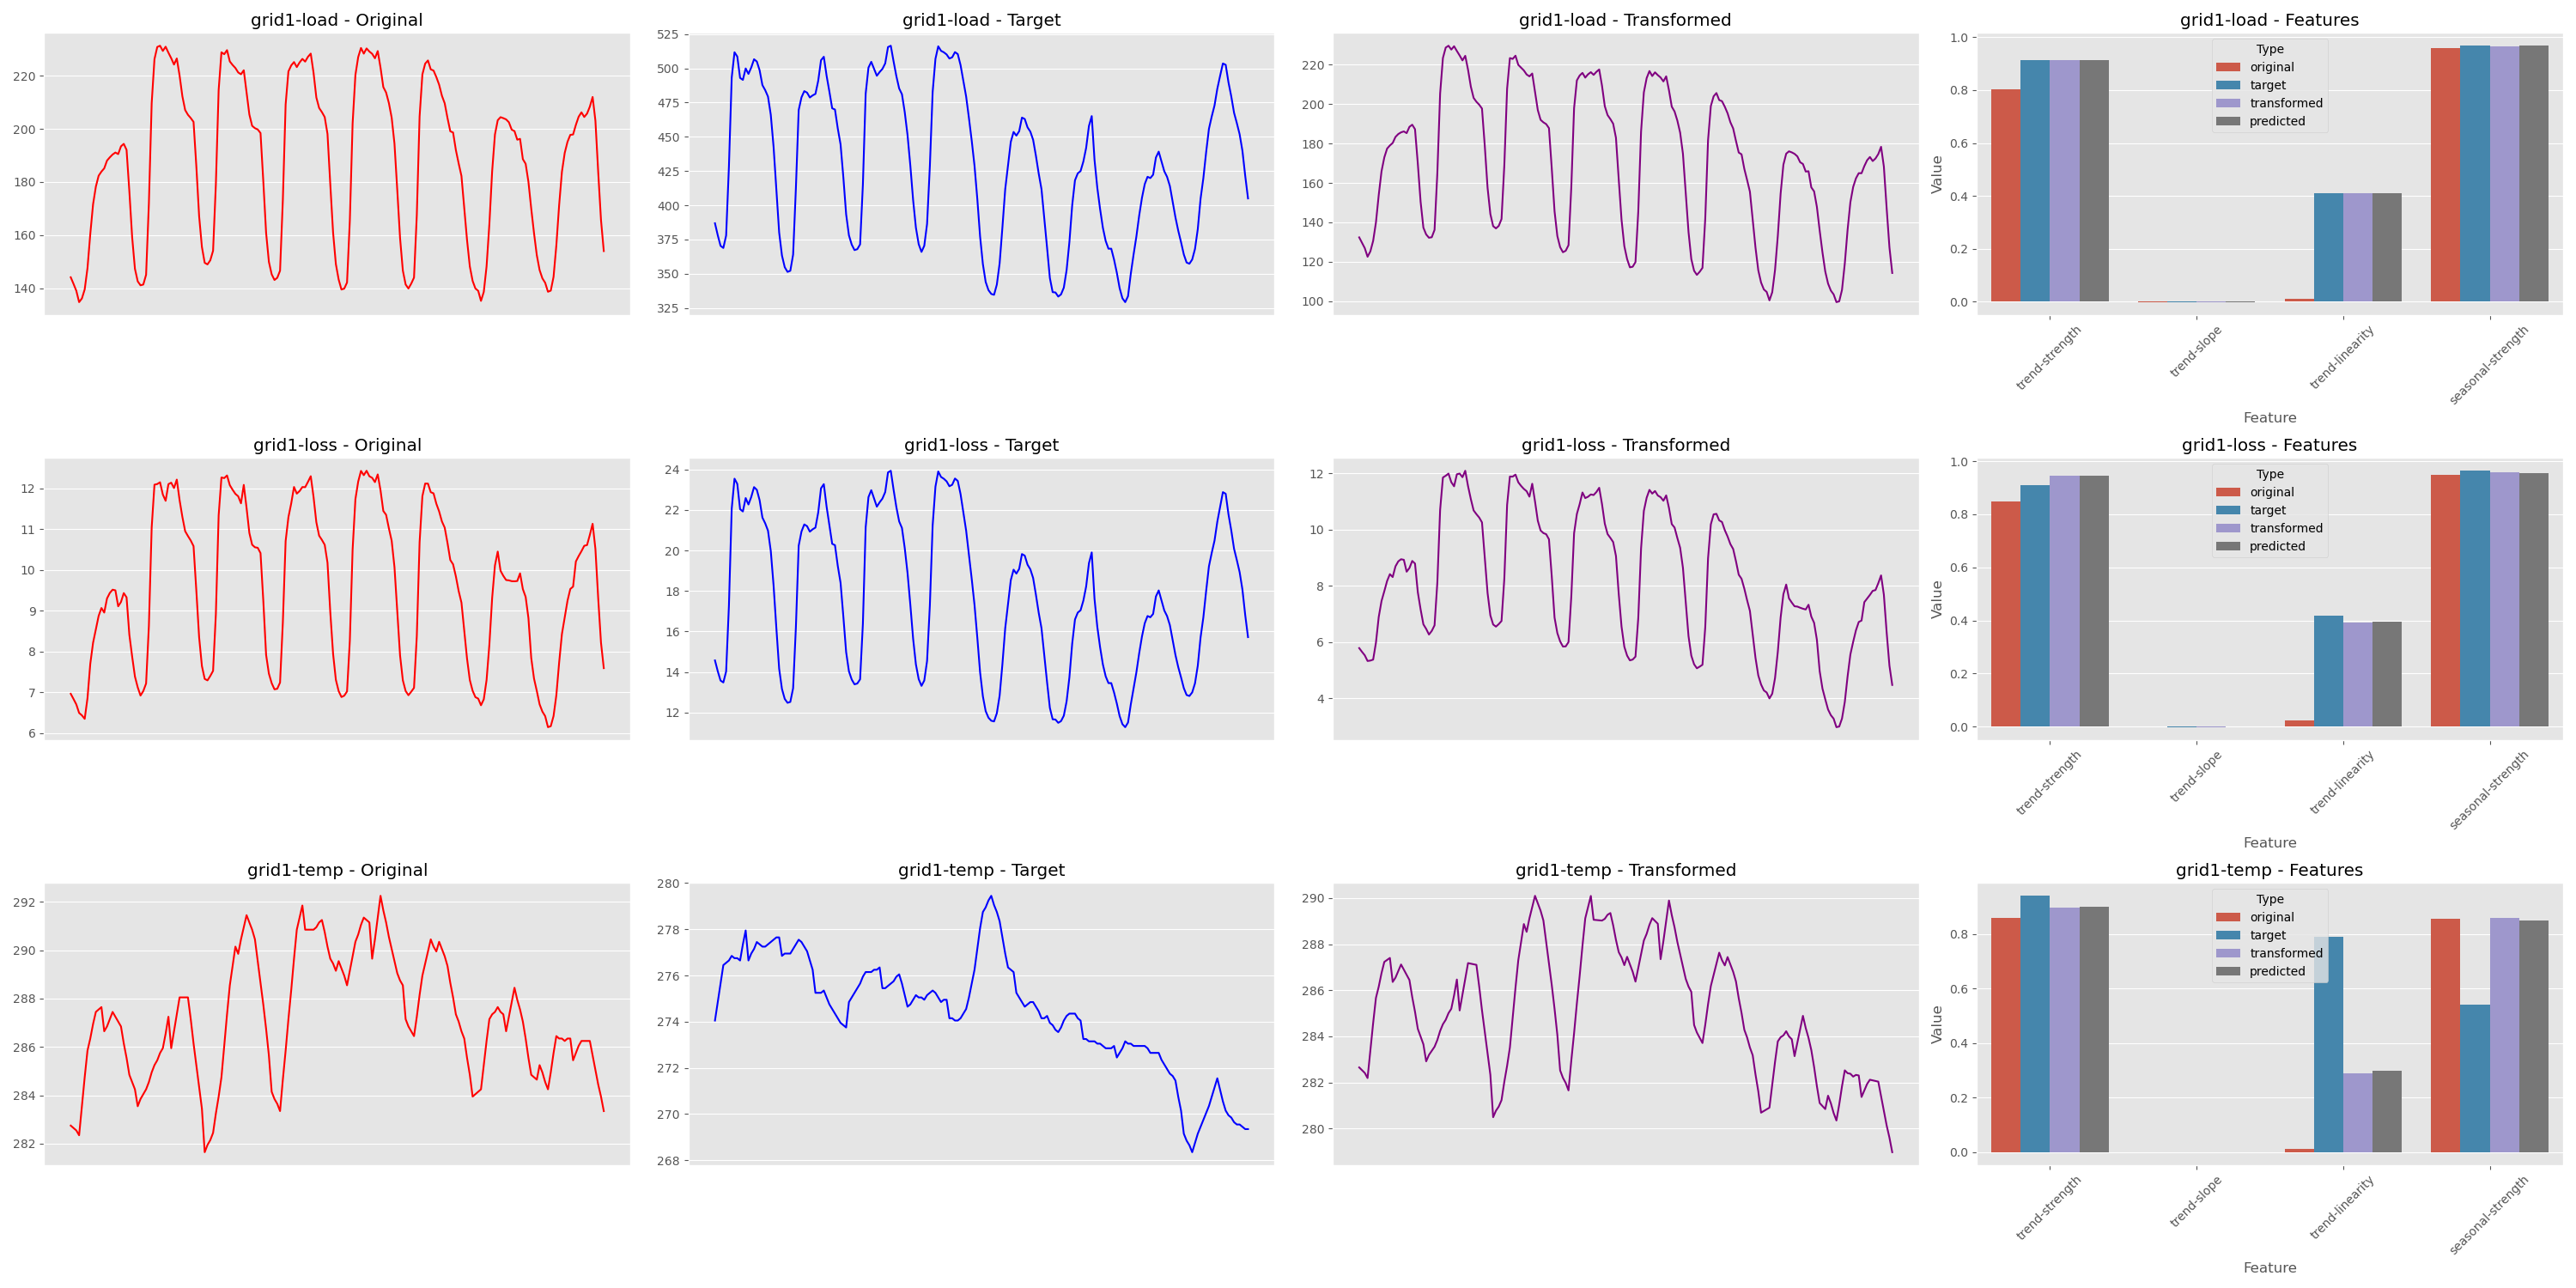 grid1-load - Original
220
200
180
160
140
grid1-load - Target
525
500
475
450
425
400
375
350
325
grid1-load - Transformed
220
200
180
160
140
120
100
grid1-load - Features
Type
original
target
transformed
predicted
Value
1.0
0.8
0.6
0.4
0.2
0.0
trend-strength
trend-slope
trend-linearity
seasonal-strength
Feature
grid1-loss - Original
12
11
10
9
8
7
6
grid1-loss - Target
24
22
20
18
16
14
12
grid1-loss - Transformed
12
10
8
6
4
grid1-loss - Features
Type
original
target
transformed
predicted
Value
1.0
0.8
0.6
0.4
0.2
0.0
trend-strength
trend-slope
trend-linearity
seasonal-strength
Feature
grid1-temp - Original
292
290
288
286
284
282
grid1-temp - Target
280
278
276
274
272
270
268
grid1-temp - Transformed
290
288
286
284
282
280
grid1-temp - Features
Type
original
target
transformed
predicted
Value
0.8
0.6
0.4
0.2
0.0
trend-strength
trend-slope
trend-linearity
seasonal-strength
Feature